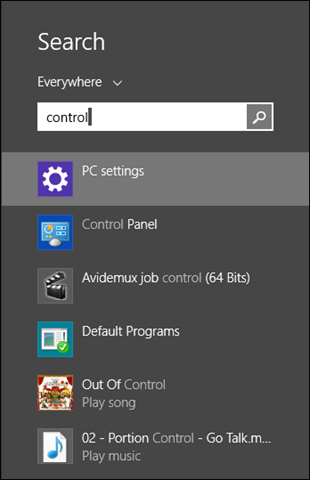 Search
Everywhere
control
PC settings
Control Panel
Avidemux job control (64 Bits)
Default Programs
Out Of Control
Play song
02 - Portion Control - Go Talk.m...
Play music